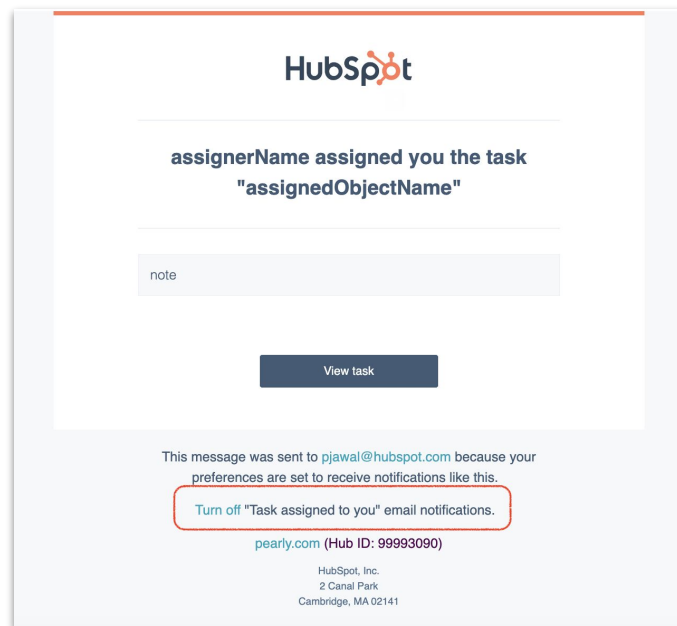 HubSpot
assignerName assigned you the task
"assignedObjectName"
note
View task
This message was sent to pjawal@hubspot.com because your
preferences are set to receive notifications like this.
Turn off "Task assigned to you" email notifications.
pearly.com (Hub ID: 99993090)
HubSpot, Inc.
2 Canal Park
Cambridge, MA 02141